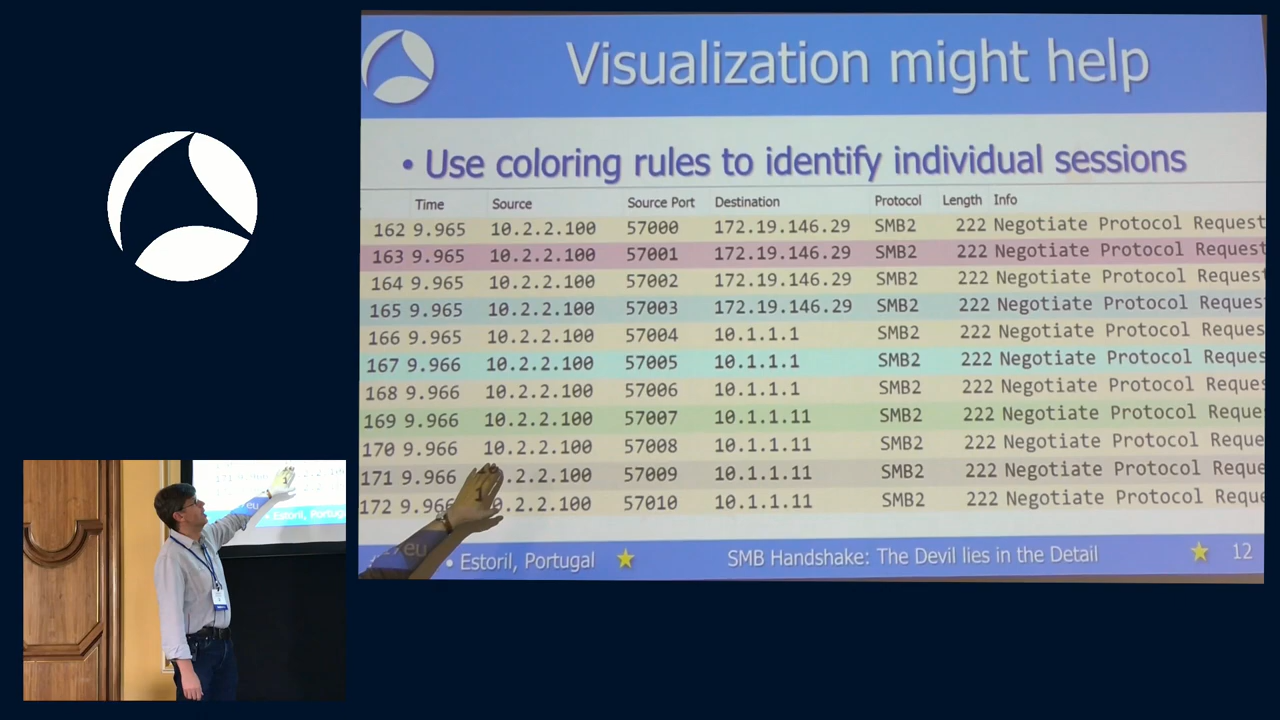 Visualization might help
• Use coloring rules to identify individual sessions
Time Source Source Port Destination Protocol Length Info
162 9.965 10.2.2.100 57000 172.19.146.29 SMB2 222 Negotiate Protocol Request
163 9.965 10.2.2.100 57001 172.19.146.29 SMB2 222 Negotiate Protocol Request
164 9.965 10.2.2.100 57002 172.19.146.29 SMB2 222 Negotiate Protocol Reques
165 9.965 10.2.2.100 57003 172.19.146.29 SMB2 222 Negotiate Protocol Reques
166 9.965 10.2.2.100 57004 10.1.1.1 SMB2 222 Negotiate Protocol Reques
167 9.966 10.2.2.100 57005 10.1.1.1 SMB2 222 Negotiate Protocol Reques
168 9.966 10.2.2.100 57006 10.1.1.1 SMB2 222 Negotiate Protocol Reques
169 9.966 10.2.2.100 57007 10.1.1.11 SMB2 222 Negotiate Protocol Reque
170 9.966 10.2.2.100 57008 10.1.1.11 SMB2 222 Negotiate Protocol Reque
171 9.966 0.2.2.100 57009 10.1.1.11 SMB2 222 Negotiate Protocol Reque
172 9.966 0.2.2.100 57010 10.1.1.11 SMB2 222 Negotiate Protocol Reque
• Estoril, Portugal SMB Handshake: The Devil lies in the Detail 12
• Estoril, Portug